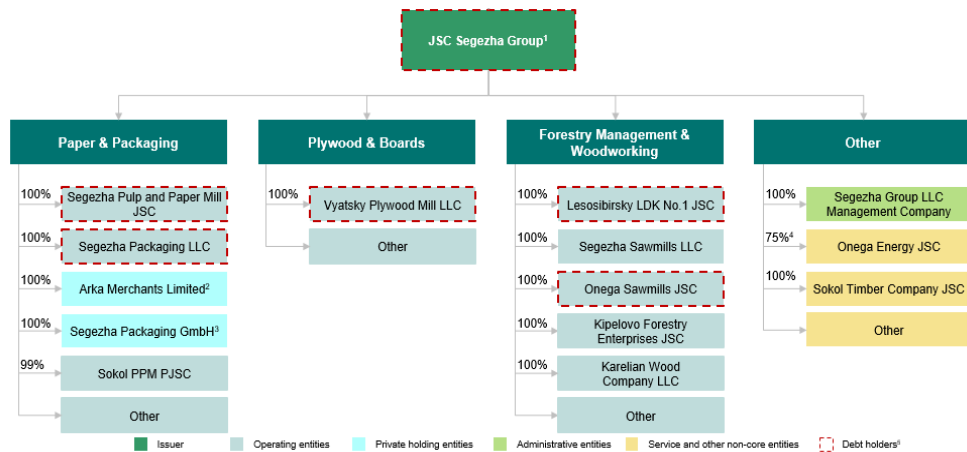 JSC Segezha Group¹
Paper & Packaging
100%
Segezha Pulp and Paper Mill
JSC
100%
Segezha Packaging LLC
100%
Arka Merchants Limited²
100%
Segezha Packaging GmbH³
99%
Sokol PPM PJSC
Other
Plywood & Boards
100%
Vyatsky Plywood Mill LLC
Other
Forestry Management &
Woodworking
100%
Lesosibirsky LDK No.1 JSC
100%
Segezha Sawmills LLC
100%
Onega Sawmills JSC
100%
Kipelovo Forestry
Enterprises JSC
100%
Karelian Wood
Company LLC
Other
Other
100%
Segezha Group LLC
Management Company
75%⁴
Onega Energy JSC
100%
Sokol Timber Company JSC
Other
Issuer
Operating entities
Private holding entities
Administrative entities
Service and other non-core entities
Debt holders⁵